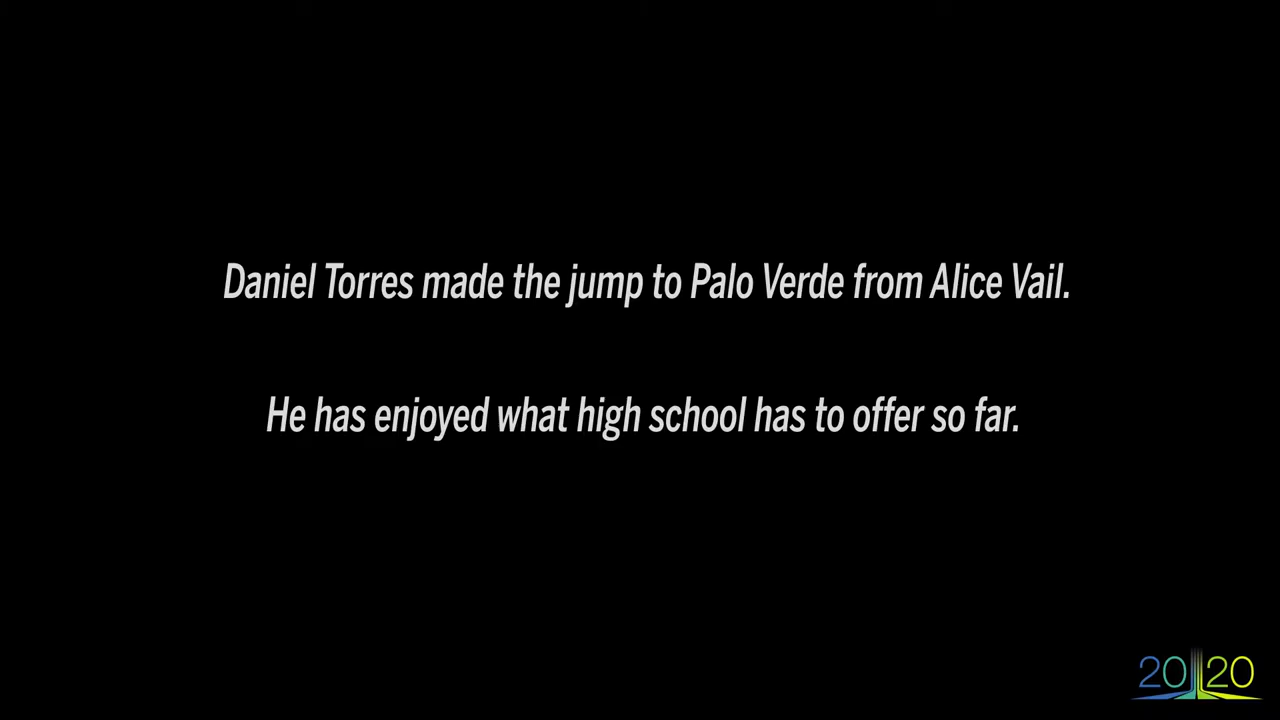 Daniel Torres made the jump to Palo Verde from Alice Vail.
He has enjoyed what high school has to offer so far.
20 20